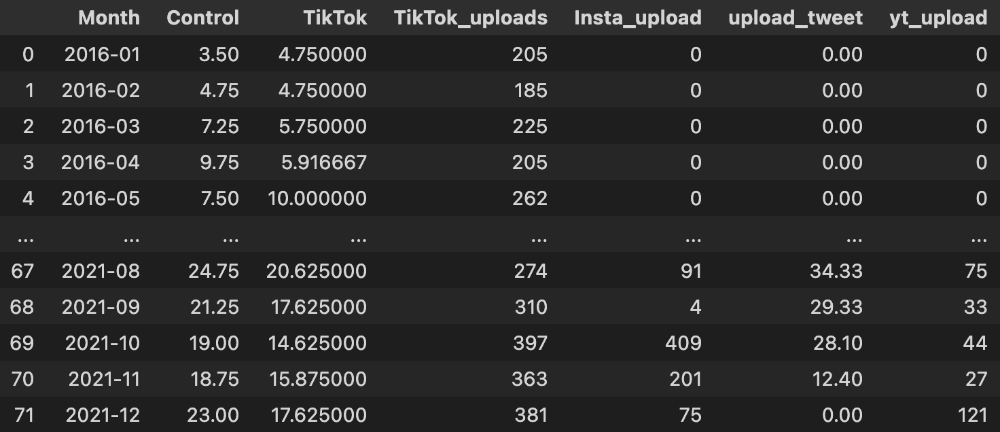 Month Control TikTok TikTok_uploads Insta_upload upload_tweet yt_upload
0 2016-01 3.50 4.750000 205 0 0.00 0
1 2016-02 4.75 4.750000 185 0 0.00 0
2 2016-03 7.25 5.750000 225 0 0.00 0
3 2016-04 9.75 5.916667 205 0 0.00 0
4 2016-05 7.50 10.000000 262 0 0.00 0
... ... ... ... ... ... ... ...
67 2021-08 24.75 20.625000 274 91 34.33 75
68 2021-09 21.25 17.625000 310 4 29.33 33
69 2021-10 19.00 14.625000 397 409 28.10 44
70 2021-11 18.75 15.875000 363 201 12.40 27
71 2021-12 23.00 17.625000 381 75 0.00 121